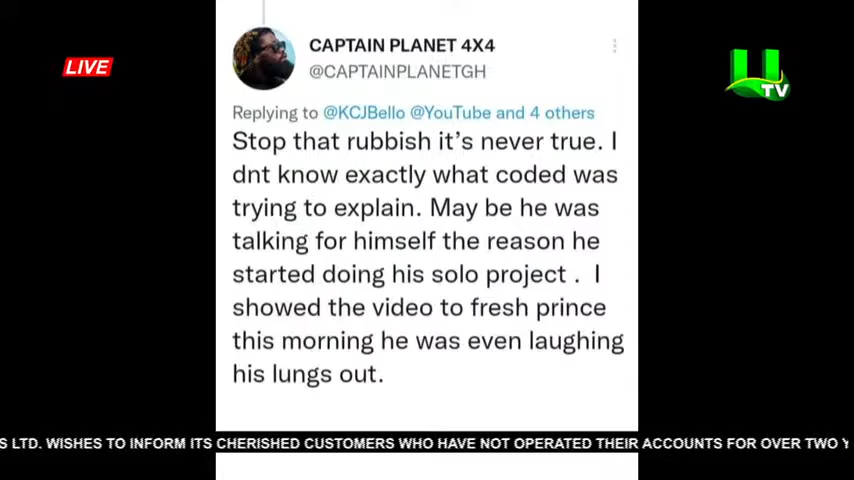 CAPTAIN PLANET 4X4
@CAPTAINPLANETGH
LIVE
U
TV
Replying to @KCJBello @YouTube and 4 others
Stop that rubbish it's never true. I
dnt know exactly what coded was
trying to explain. May be he was
talking for himself the reason he
started doing his solo project . I
showed the video to fresh prince
this morning he was even laughing
his lungs out.
S LTD. WISHES TO INFORM ITS CHERISHED CUSTOMERS WHO HAVE NOT OPERATED THEIR ACCOUNTS FOR OVER TWO